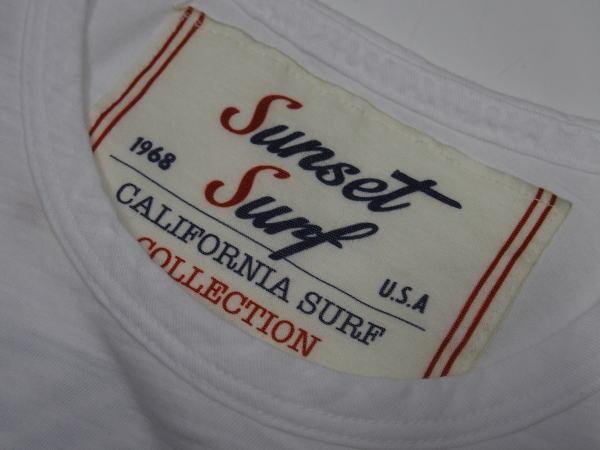 Sunset
1968 Surf U.S.A
CALIFORNIA SURF
COLLECTION